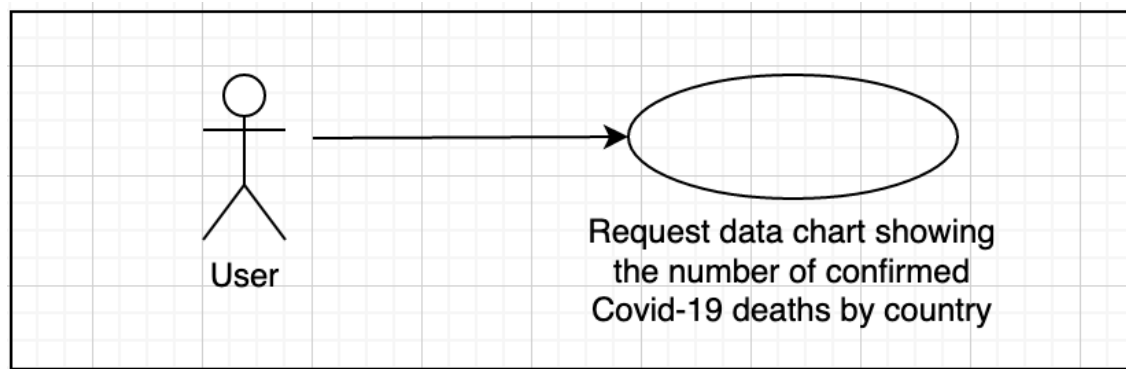 User
Request data chart showing
the number of confirmed
Covid-19 deaths by country